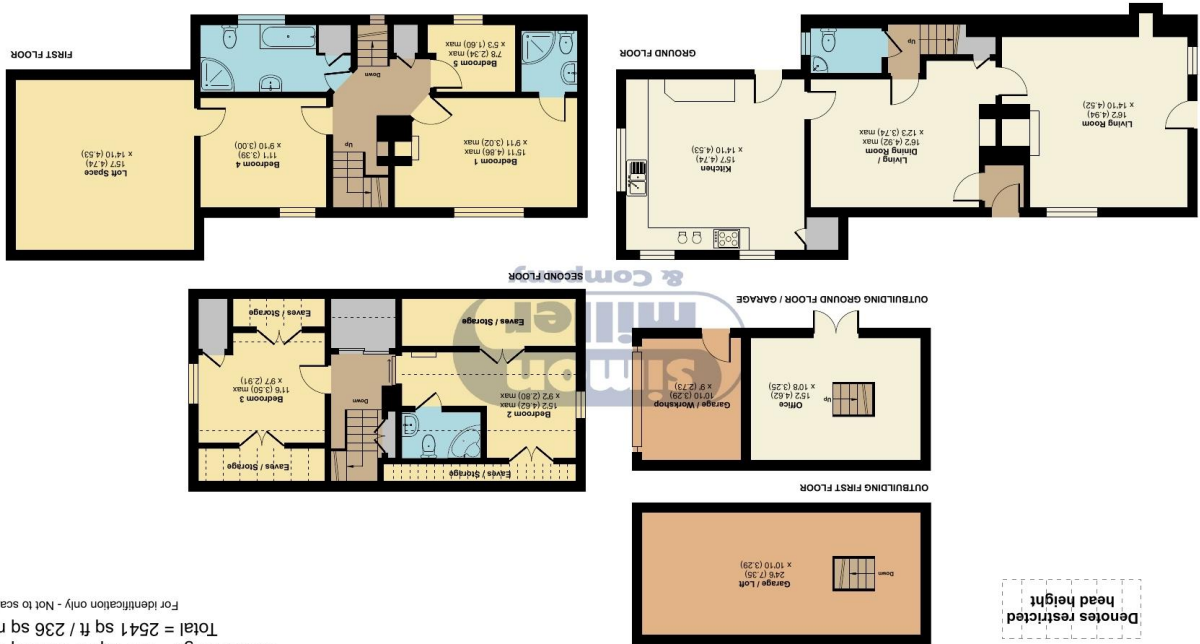 Total = 2541 sq ft / 236 sq
For identification only - Not to
Denotes restricted
head height
Down
Garage / Loft
24'6 (7.35)
x 10'10 (3.29)
OUTBUILDING FIRST FLOOR
Up
Office
15'2 (4.62)
x 10'8 (3.25)
Garage / Workshop
10'10 (3.29)
x 9' (2.73)
OUTBUILDING GROUND FLOOR / GARAGE
Eaves / Storage
Bedroom 2
15'2 (4.62) max
x 9'2 (2.80) max
Eaves / Storage
Down
Eaves / Storage
Bedroom 3
11'6 (3.50) max
x 9'7 (2.91)
Eaves / Storage
SECOND FLOOR
simon
miller
& Company
Living Room
16'2 (4.94)
x 14'10 (4.52)
Living /
Dining Room
16'2 (4.92) max
x 12'3 (3.74) max
Up
Kitchen
15'7 (4.74)
x 14'10 (4.53)
GROUND FLOOR
Bedroom 1
15'11 (4.86) max
x 9'11 (3.02) max
Bedroom 5
7'8 (2.34) max
x 5'3 (1.60) max
Up
Down
Bedroom 4
11'1 (3.39)
x 9'10 (3.00)
Loft Space
15'7 (4.74)
x 14'10 (4.53)
FIRST FLOOR